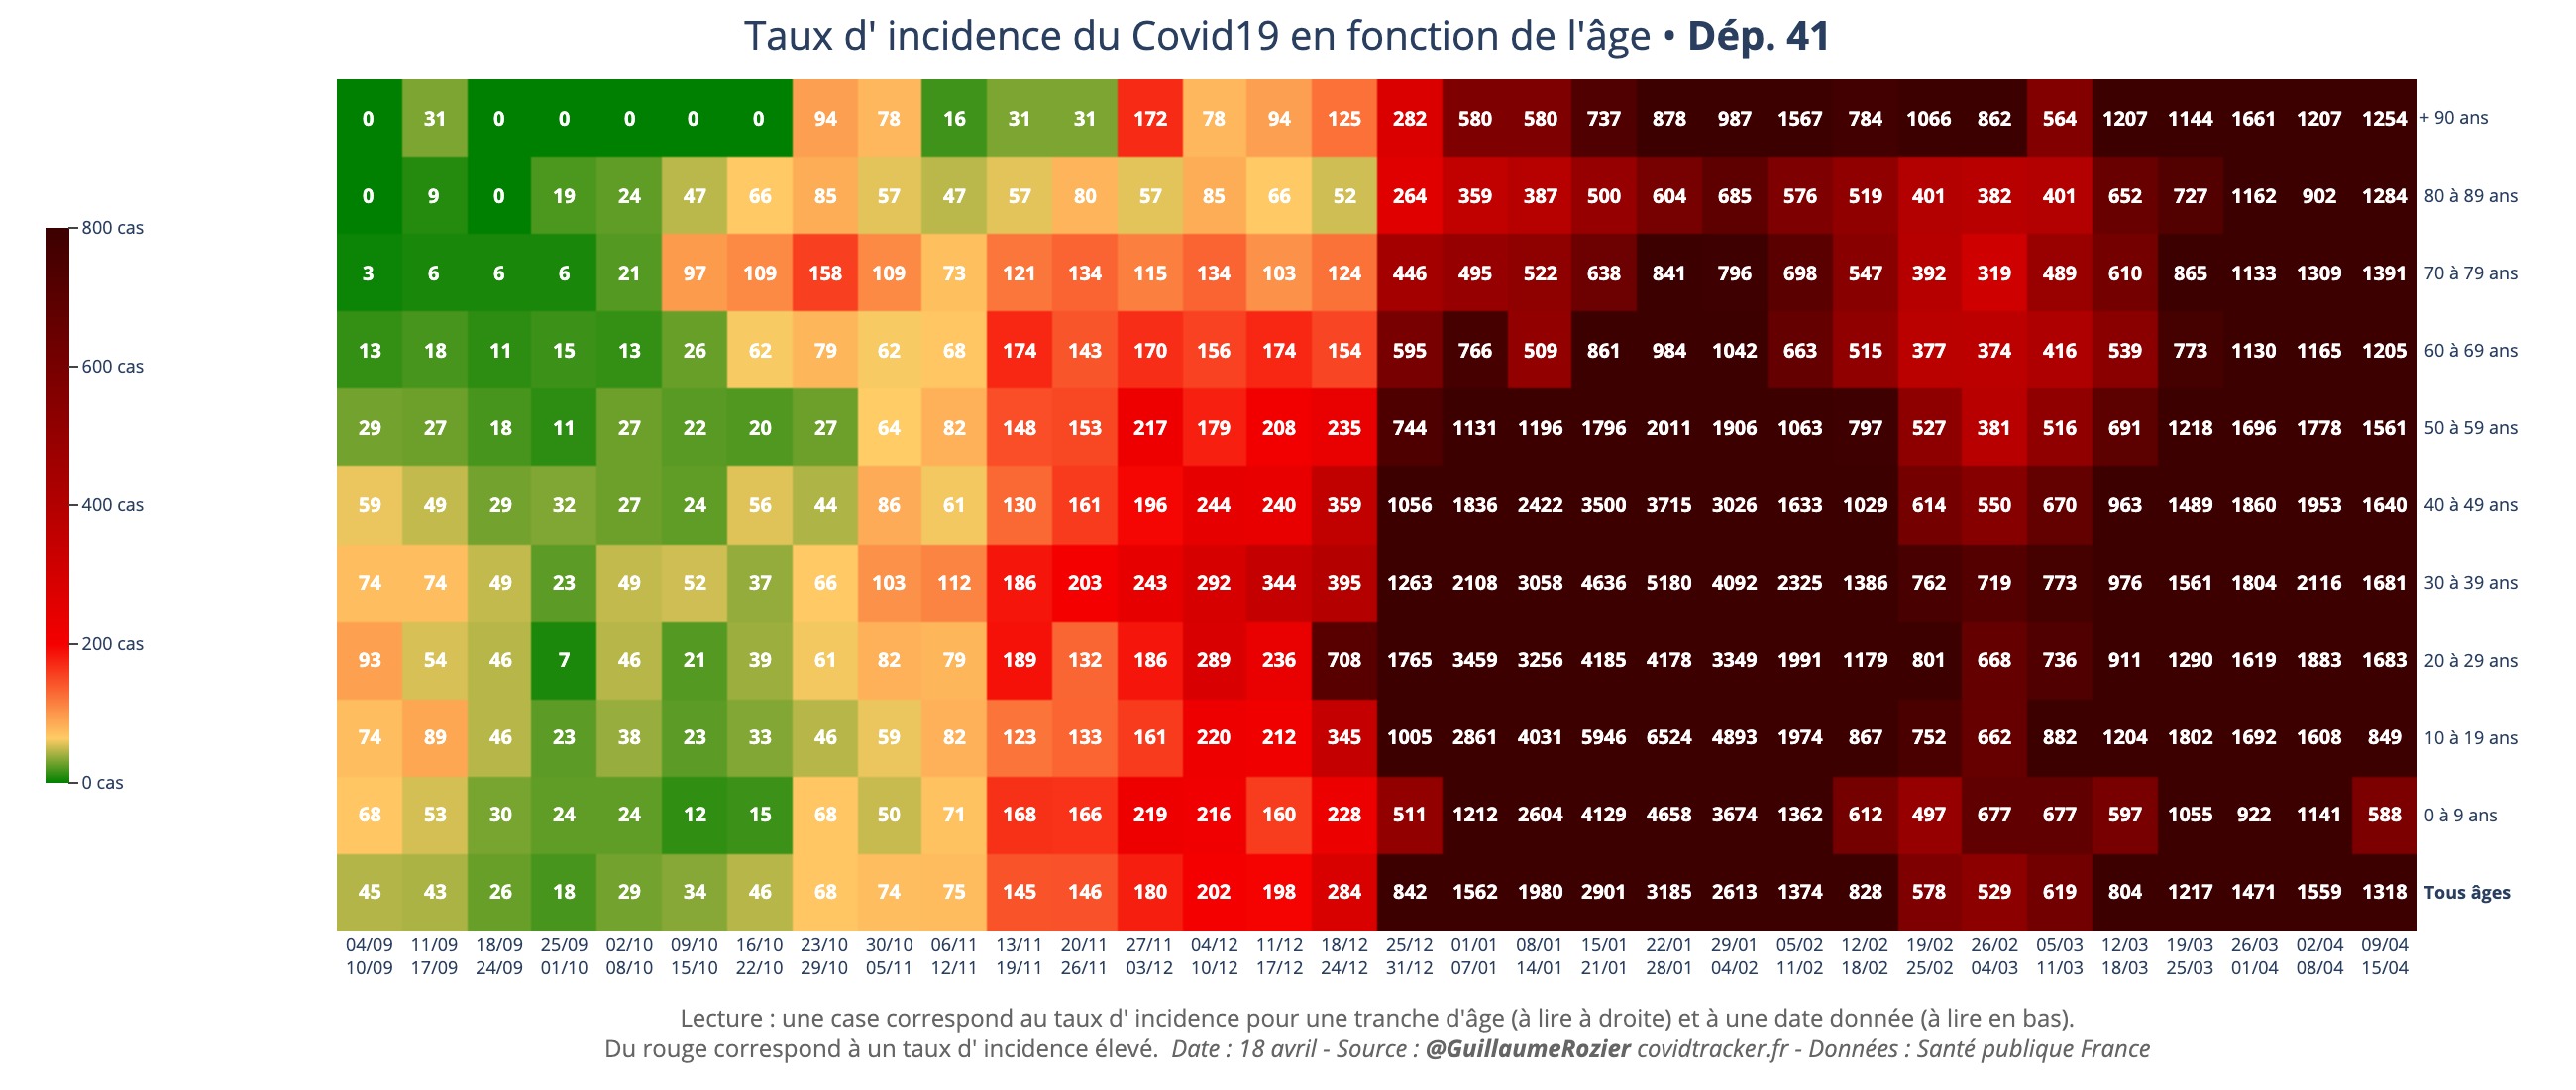 Taux d' incidence du Covid19 en fonction de l'âge • Dép. 41
800 cas
600 cas
400 cas
200 cas
0 cas
0 31 0 0 0 0 0 94 78 16 31 31 172 78 94 125 282 580 580 737 878 987 1567 784 1066 862 564 1207 1144 1661 1207 1254 + 90 ans
0 9 0 19 24 47 66 85 57 47 57 80 57 85 66 52 264 359 387 500 604 685 576 519 401 382 401 652 727 1162 902 1284 80 à 89 ans
3 6 6 6 21 97 109 158 109 73 121 134 115 134 103 124 446 495 522 638 841 796 698 547 392 319 489 610 865 1133 1309 1391 70 à 79 ans
13 18 11 15 13 26 62 79 62 68 174 143 170 156 174 154 595 766 509 861 984 1042 663 515 377 374 416 539 773 1130 1165 1205 60 à 69 ans
29 27 18 11 27 22 20 27 64 82 148 153 217 179 208 235 744 1131 1196 1796 2011 1906 1063 797 527 381 516 691 1218 1696 1778 1561 50 à 59 ans
59 49 29 32 27 24 56 44 86 61 130 161 196 244 240 359 1056 1836 2422 3500 3715 3026 1633 1029 614 550 670 963 1489 1860 1953 1640 40 à 49 ans
74 74 49 23 49 52 37 66 103 112 186 203 243 292 344 395 1263 2108 3058 4636 5180 4092 2325 1386 762 719 773 976 1561 1804 2116 1681 30 à 39 ans
93 54 46 7 46 21 39 61 82 79 189 132 186 289 236 708 1765 3459 3256 4185 4178 3349 1991 1179 801 668 736 911 1290 1619 1883 1683 20 à 29 ans
74 89 46 23 38 23 33 46 59 82 123 133 161 220 212 345 1005 2861 4031 5946 6524 4893 1974 867 752 662 882 1204 1802 1692 1608 849 10 à 19 ans
68 53 30 24 24 12 15 68 50 71 168 166 219 216 160 228 511 1212 2604 4129 4658 3674 1362 612 497 677 677 597 1055 922 1141 588 0 à 9 ans
45 43 26 18 29 34 46 68 74 75 145 146 180 202 198 284 842 1562 1980 2901 3185 2613 1374 828 578 529 619 804 1217 1471 1559 1318 Tous âges
04/09 11/09 18/09 25/09 02/10 09/10 16/10 23/10 30/10 06/11 13/11 20/11 27/11 04/12 11/12 18/12 25/12 01/01 08/01 15/01 22/01 29/01 05/02 12/02 19/02 26/02 05/03 12/03 19/03 26/03 02/04 09/04
10/09 17/09 24/09 01/10 08/10 15/10 22/10 29/10 05/11 12/11 19/11 26/11 03/12 10/12 17/12 24/12 31/12 07/01 14/01 21/01 28/01 04/02 11/02 18/02 25/02 04/03 11/03 18/03 25/03 01/04 08/04 15/04
Lecture : une case correspond au taux d' incidence pour une tranche d'âge (à lire à droite) et à une date donnée (à lire en bas).
Du rouge correspond à un taux d' incidence élevé. Date : 18 avril - Source : @GuillaumeRozier covidtracker.fr - Données : Santé publique France